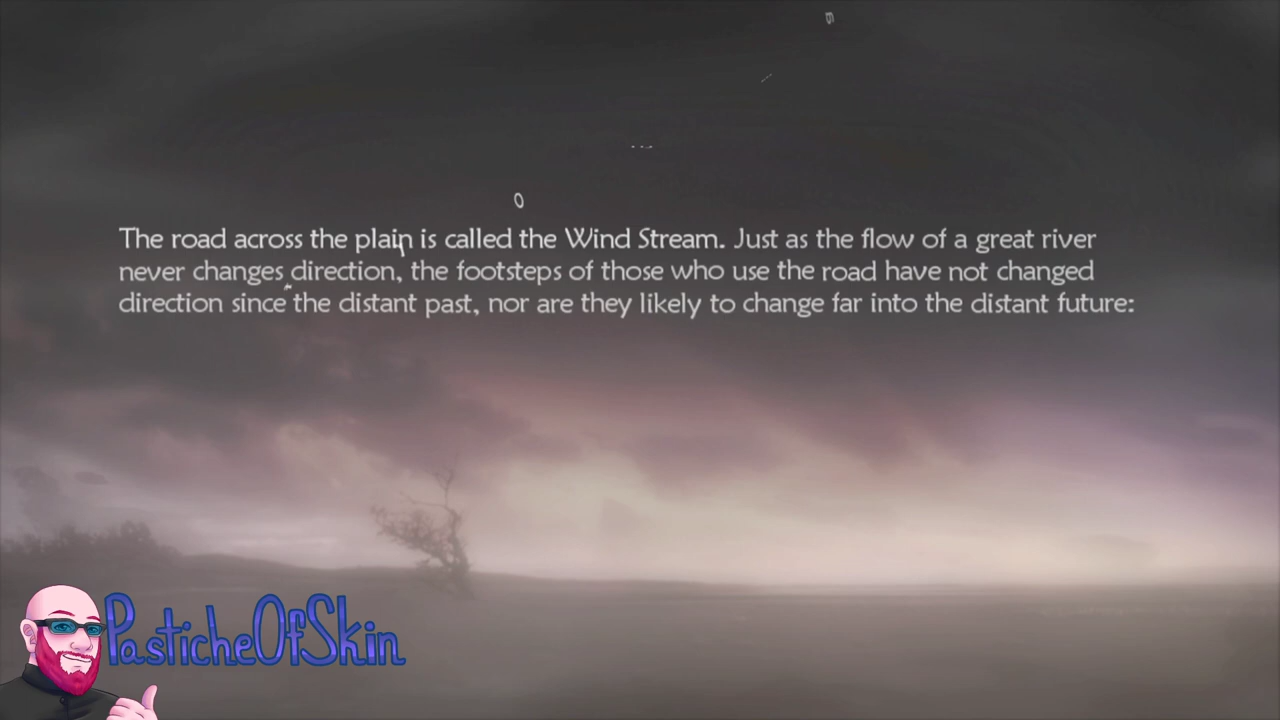 The road across the plain is called the Wind Stream. Just as the flow of a great river
never changes direction, the footsteps of those who use the road have not changed
direction since the distant past, nor are they likely to change far into the distant future:
PasticheOfSkin